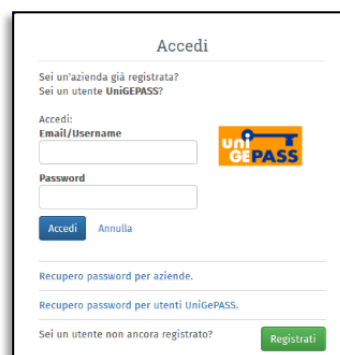 Accedi
Sei un'azienda già registrata?
Sei un utente UniGEPASS?
Accedi:
Email/Username
uni
GEPASS
Password
Accedi Annulla
Recupero password per aziende.
Recupero password per utenti UniGePASS.
Sei un utente non ancora registrato? Registrati